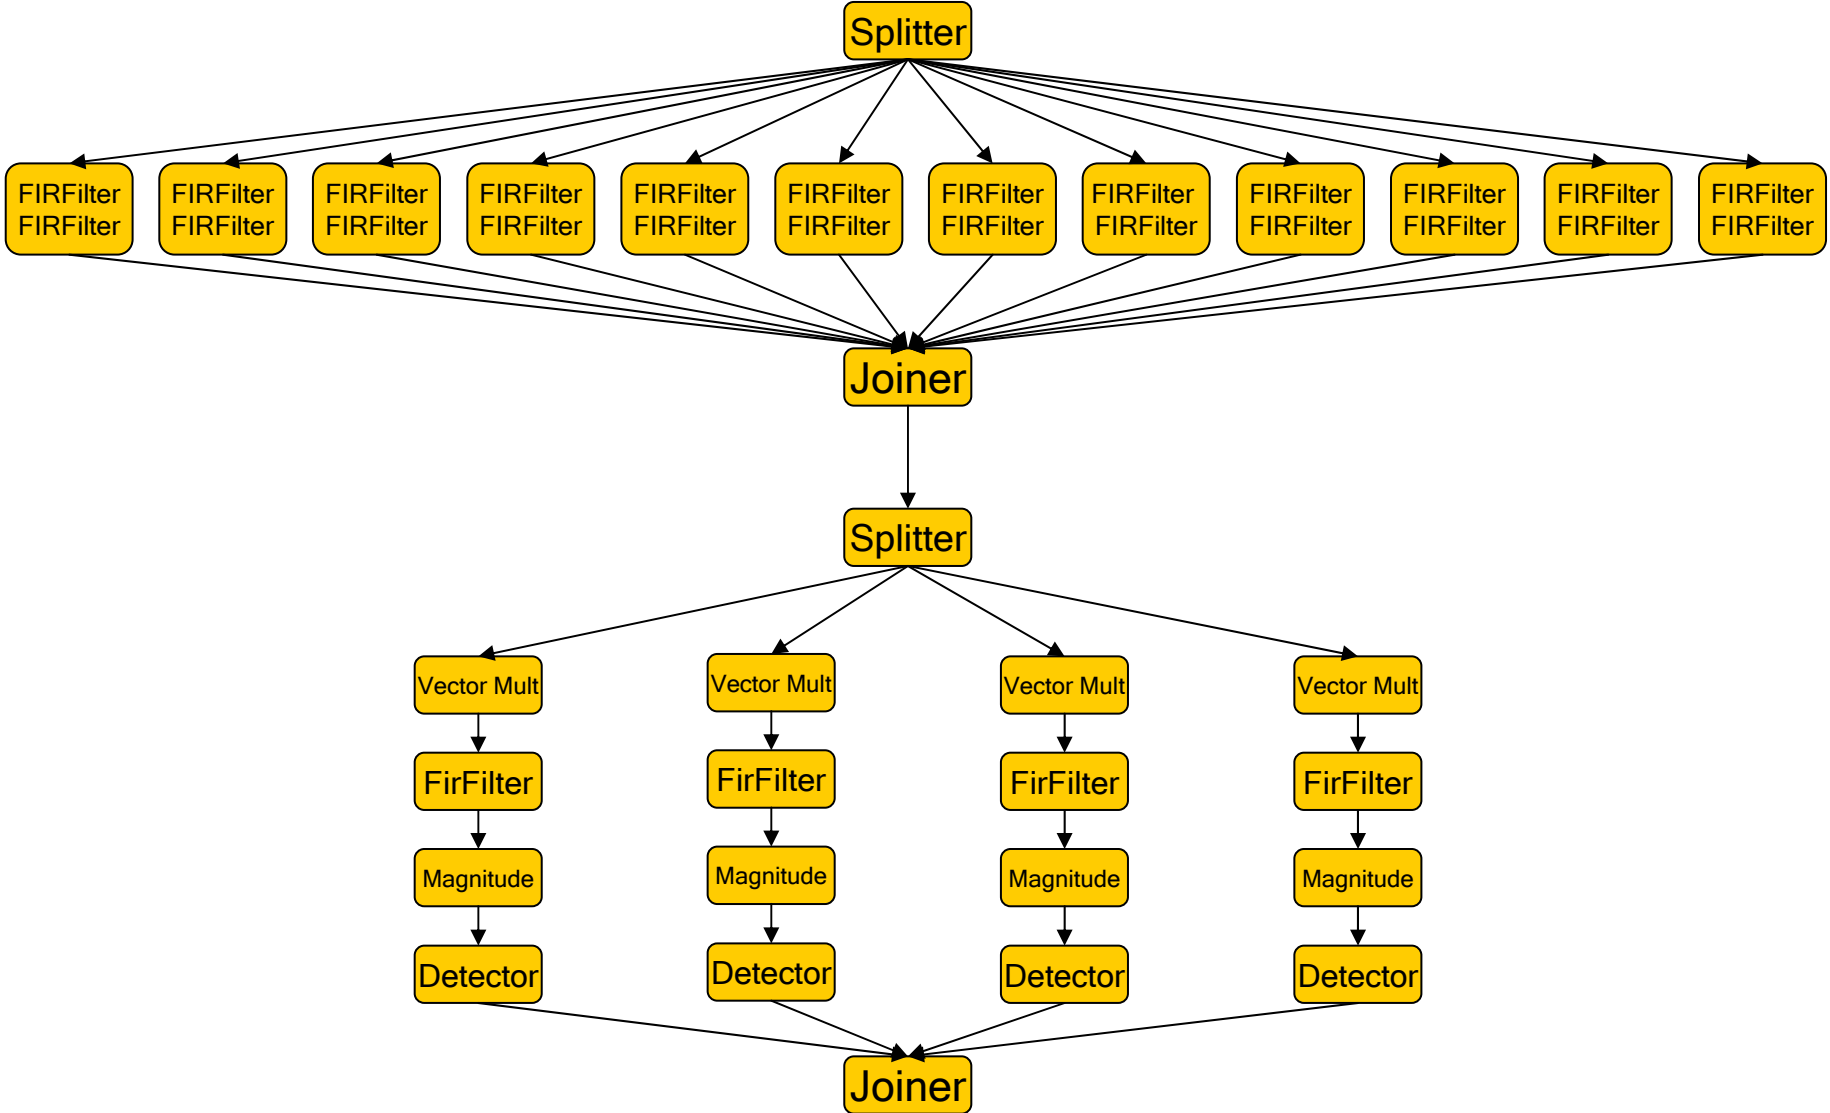 Splitter
FIRFilter FIRFilter FIRFilter FIRFilter FIRFilter FIRFilter FIRFilter FIRFilter FIRFilter FIRFilter FIRFilter FIRFilter
FIRFilter FIRFilter FIRFilter FIRFilter FIRFilter FIRFilter FIRFilter FIRFilter FIRFilter FIRFilter FIRFilter FIRFilter
Joiner
Splitter
Vector Mult Vector Mult Vector Mult Vector Mult
FirFilter FirFilter FirFilter FirFilter
Magnitude Magnitude Magnitude Magnitude
Detector Detector Detector Detector
Joiner